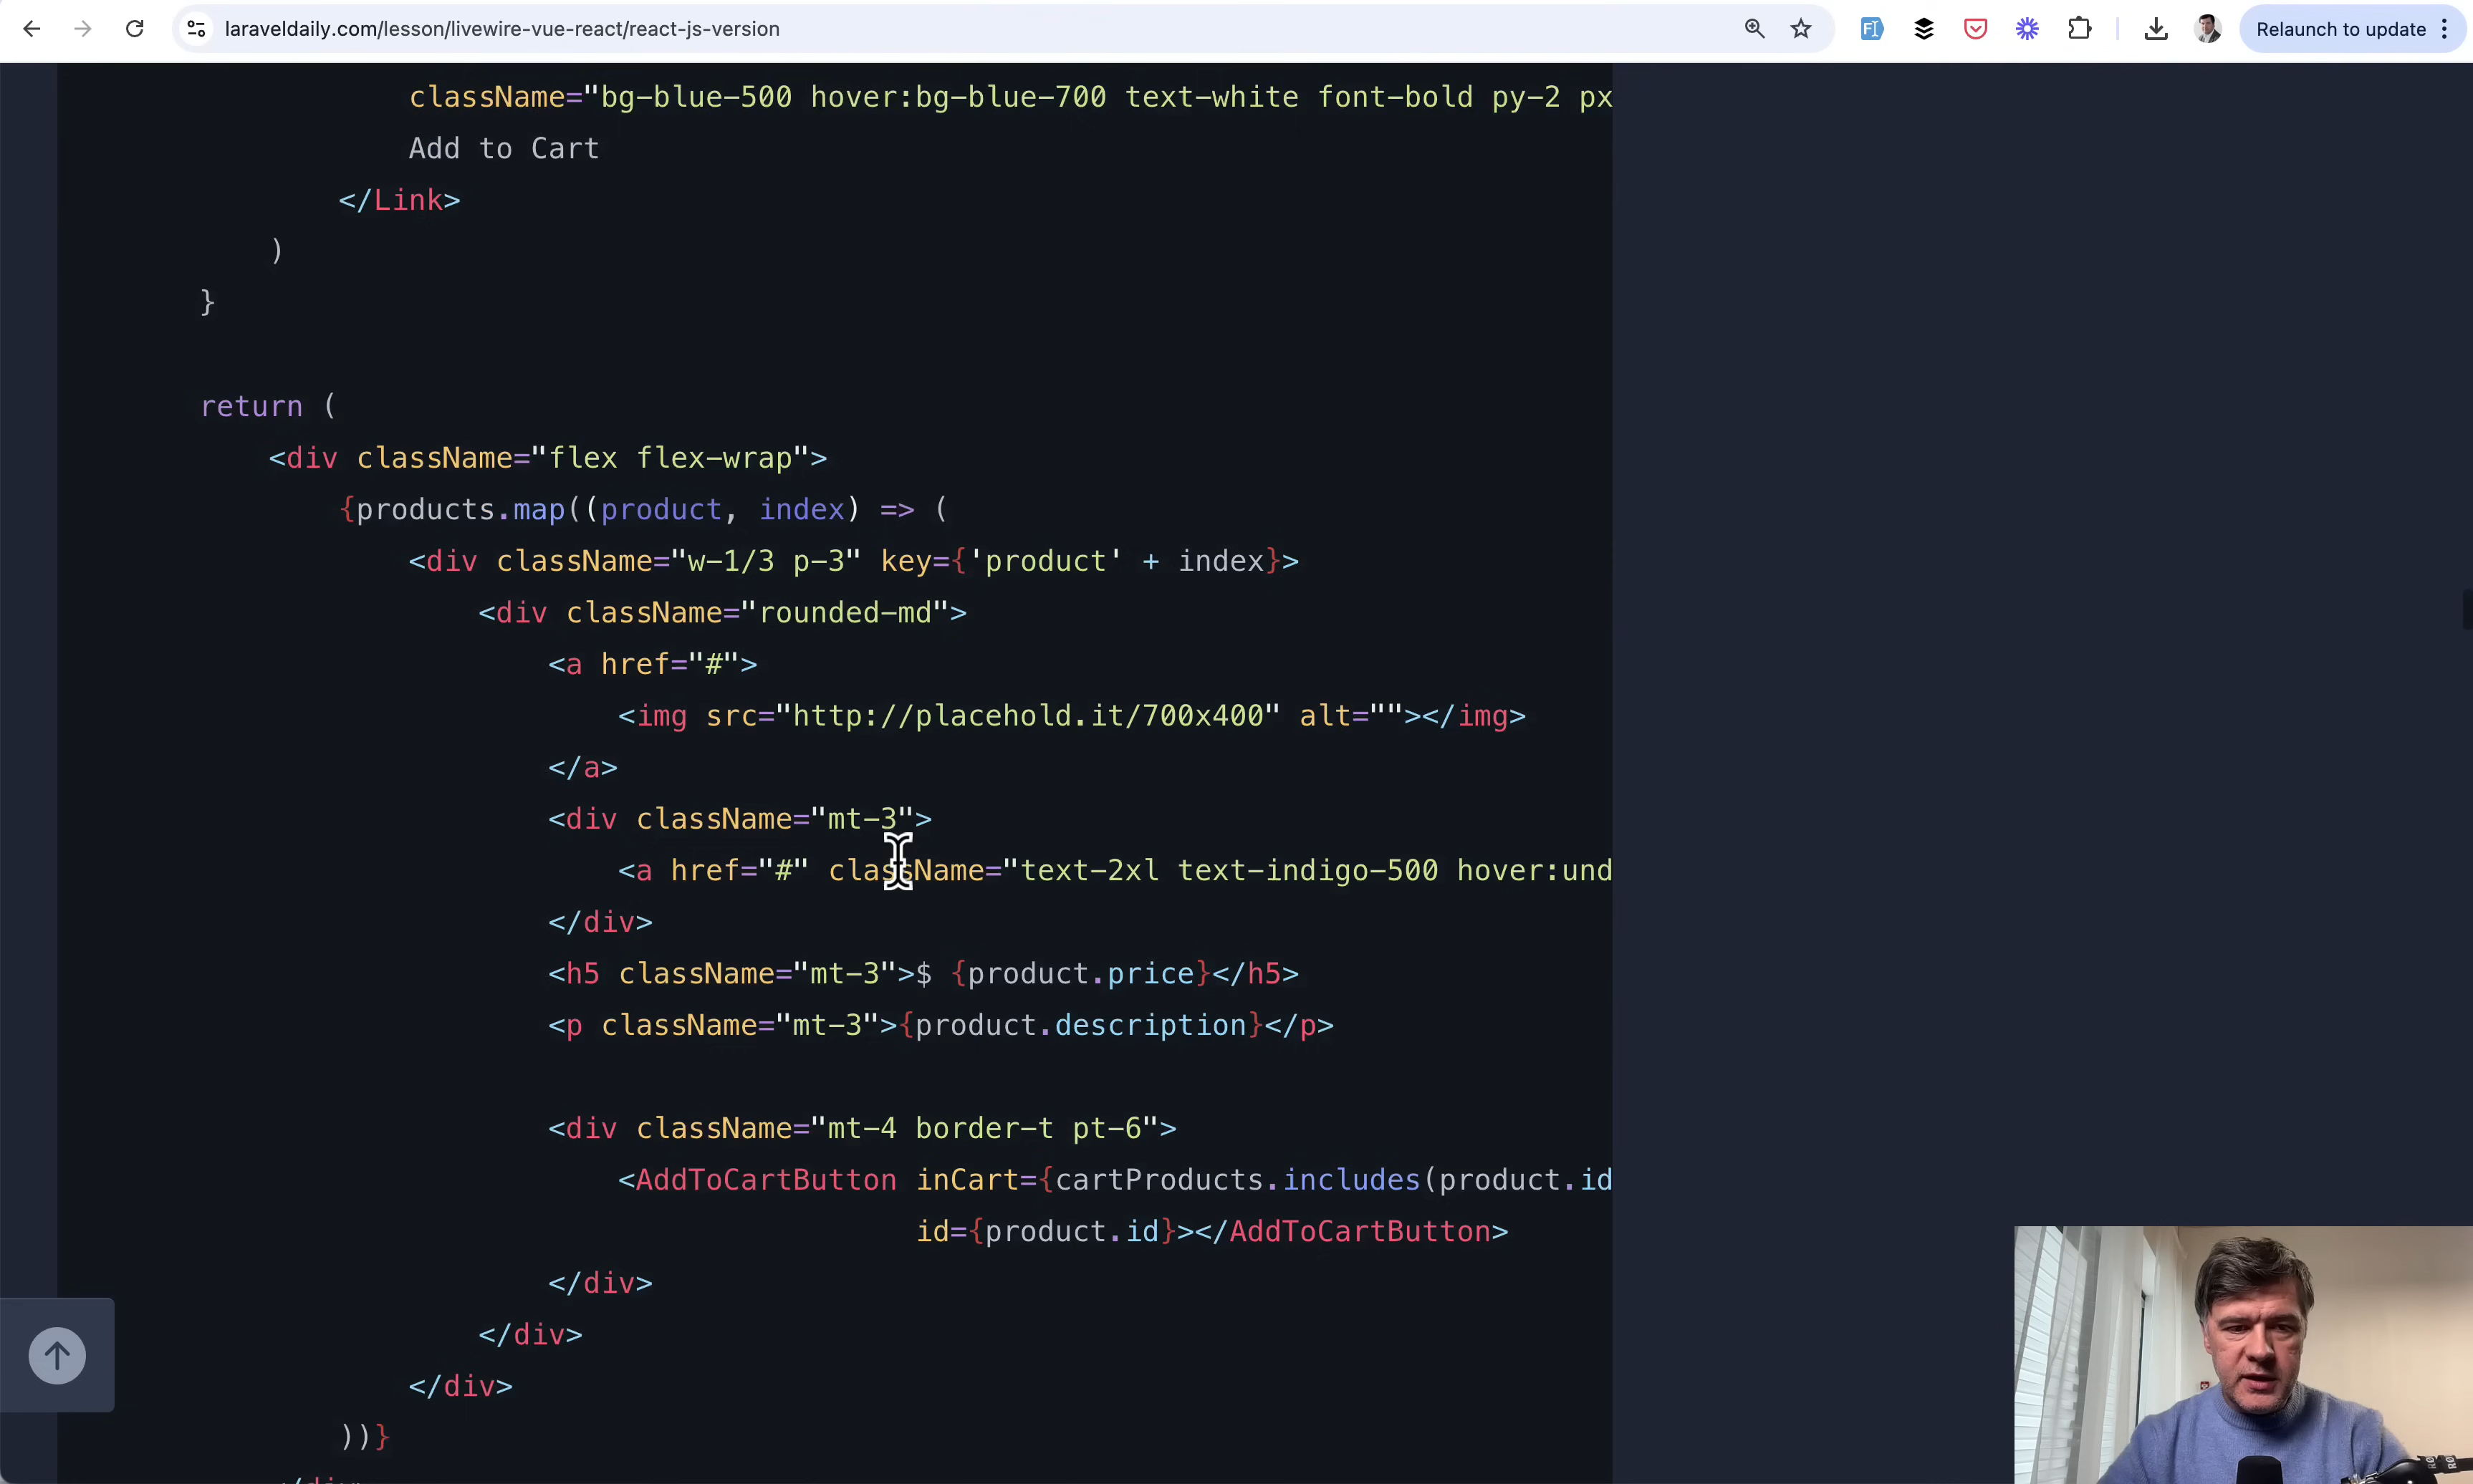 laraveldaily.com/lesson/livewire-vue-react/react-js-version
Relaunch to update
className="bg-blue-500 hover:bg-blue-700 text-white font-bold py-2 px
Add to Cart
</Link>
)
}
return (
<div className="flex flex-wrap">
{products.map((product, index) => (
<div className="w-1/3 p-3" key={'product' + index}>
<div className="rounded-md">
<a href="#">
<img src="http://placehold.it/700x400" alt=""></img>
</a>
<div className="mt-3">
<a href="#" className="text-2xl text-indigo-500 hover:und
</div>
<h5 className="mt-3">$ {product.price}</h5>
<p className="mt-3">{product.description}</p>
<div className="mt-4 border-t pt-6">
<AddToCartButton inCart={cartProducts.includes(product.id
id={product.id}></AddToCartButton>
</div>
</div>
</div>
))}